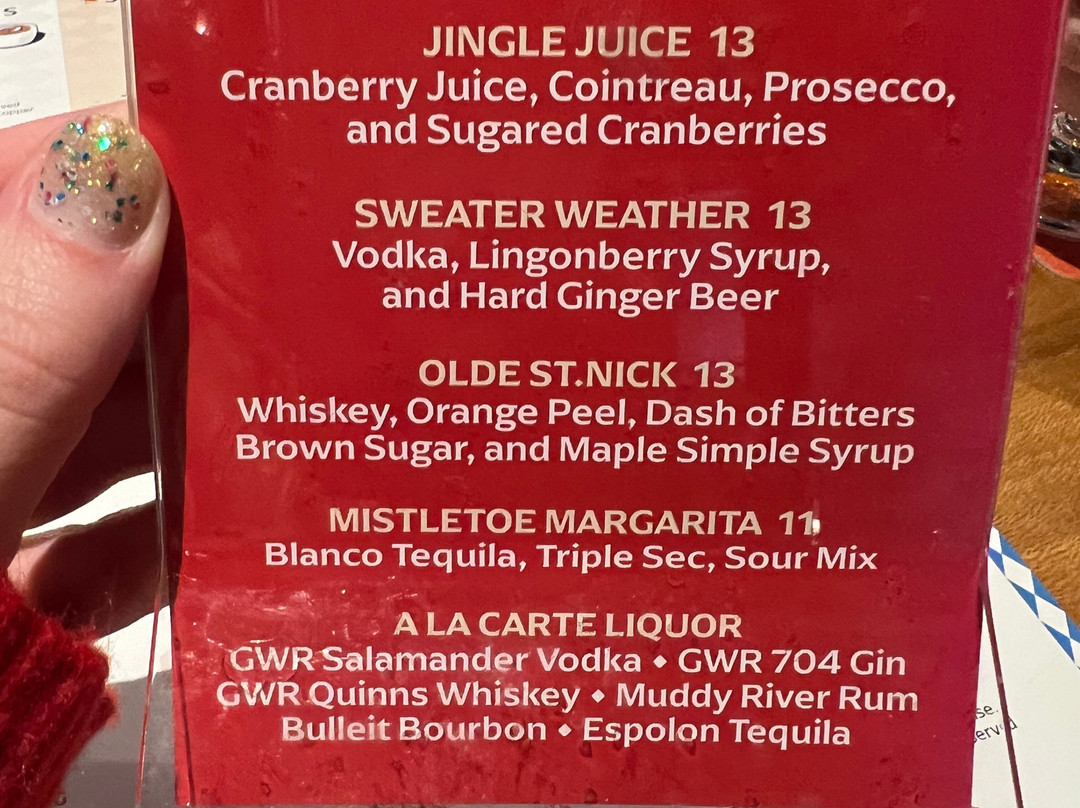 JINGLE JUICE 13
Cranberry Juice, Cointreau, Prosecco,
and Sugared Cranberries
SWEATER WEATHER 13
Vodka, Lingonberry Syrup,
and Hard Ginger Beer
OLDE ST.NICK 13
Whiskey, Orange Peel, Dash of Bitters
Brown Sugar, and Maple Simple Syrup
MISTLETOE MARGARITA 11
Blanco Tequila, Triple Sec, Sour Mix
A LA CARTE LIQUOR
GWR Salamander Vodka • GWR 704 Gin
GWR Quinns Whiskey • Muddy River Rum
Bulleit Bourbon • Espolon Tequila